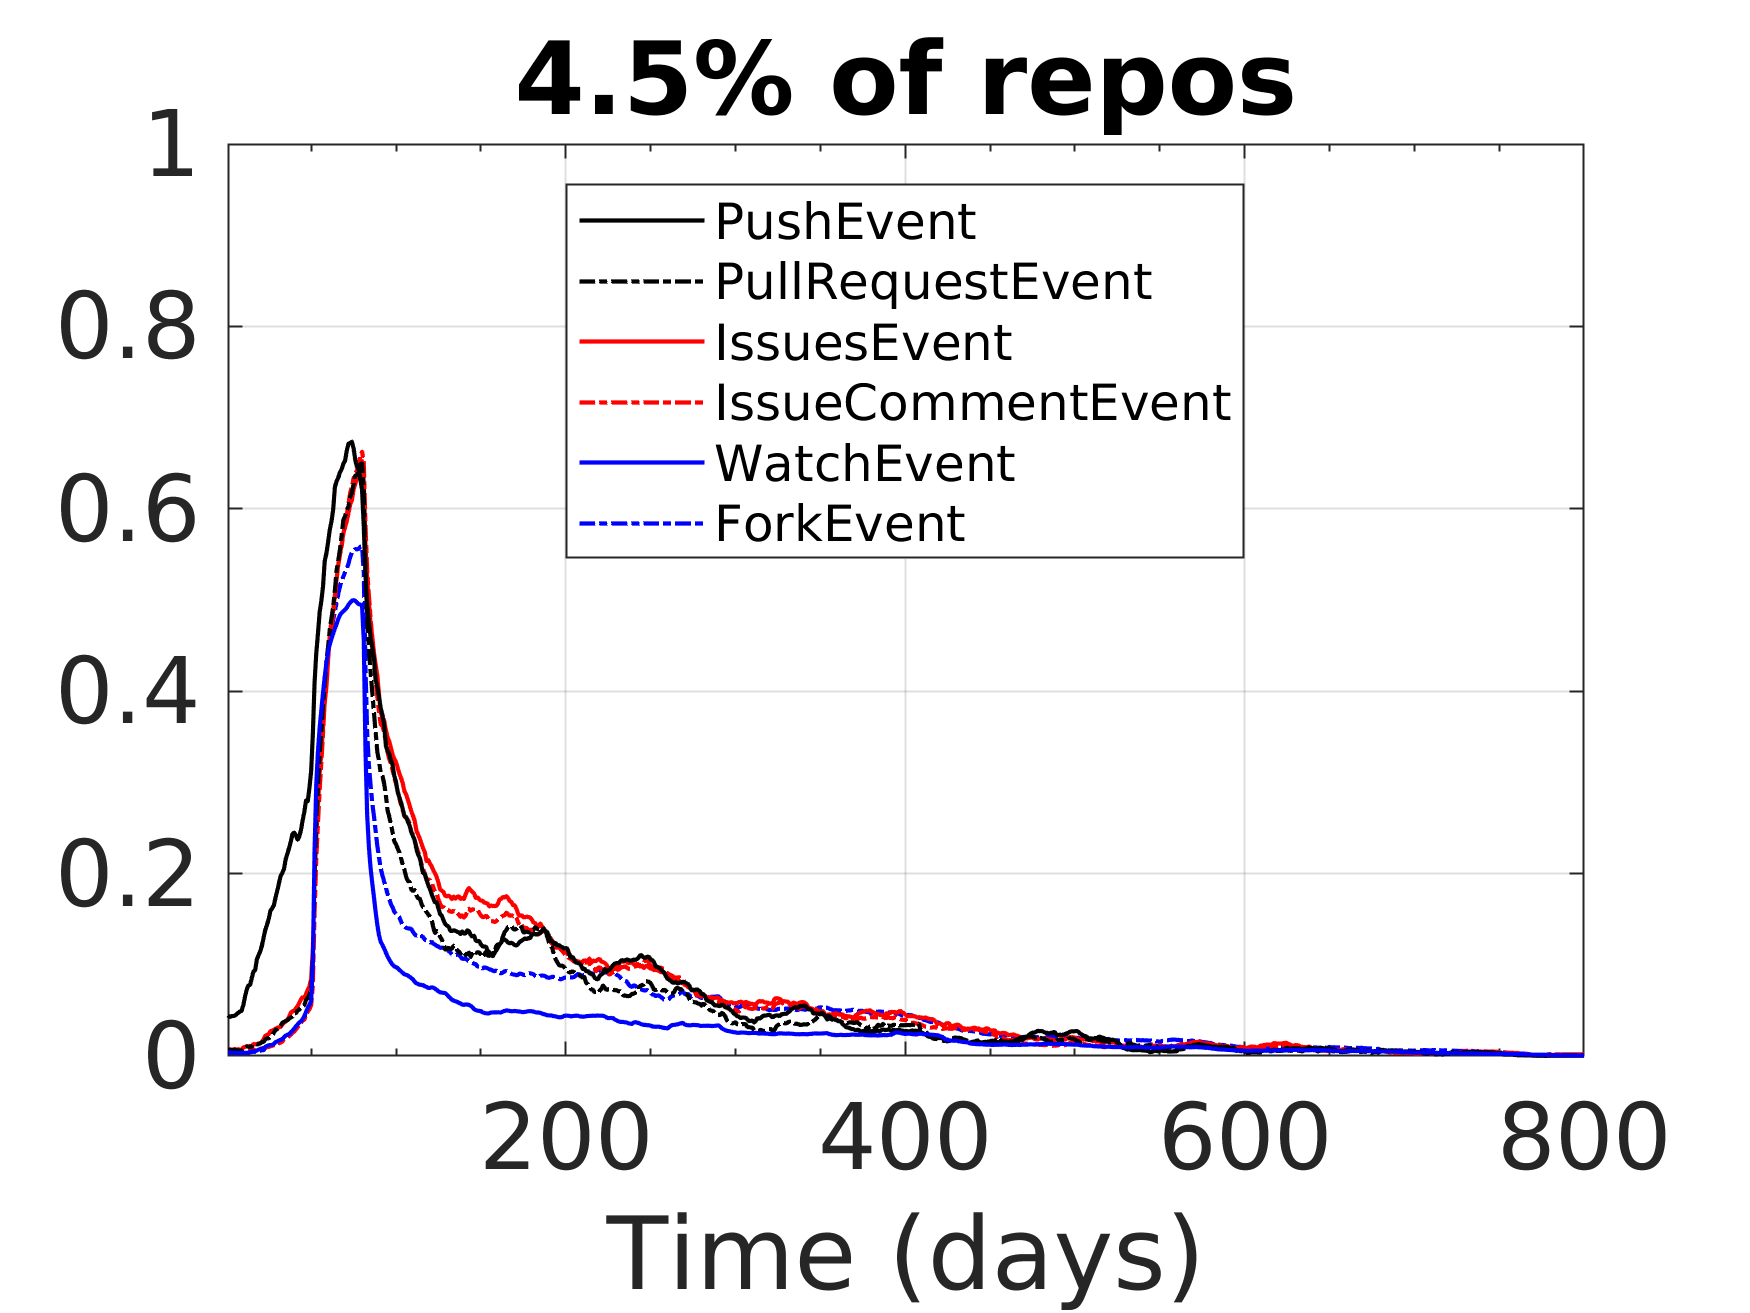 4.5% of repos
1
0.8
0.6
0.4
0.2
0
PushEvent
PullRequestEvent
IssuesEvent
IssueCommentEvent
WatchEvent
ForkEvent
200 400 600 800
Time (days)